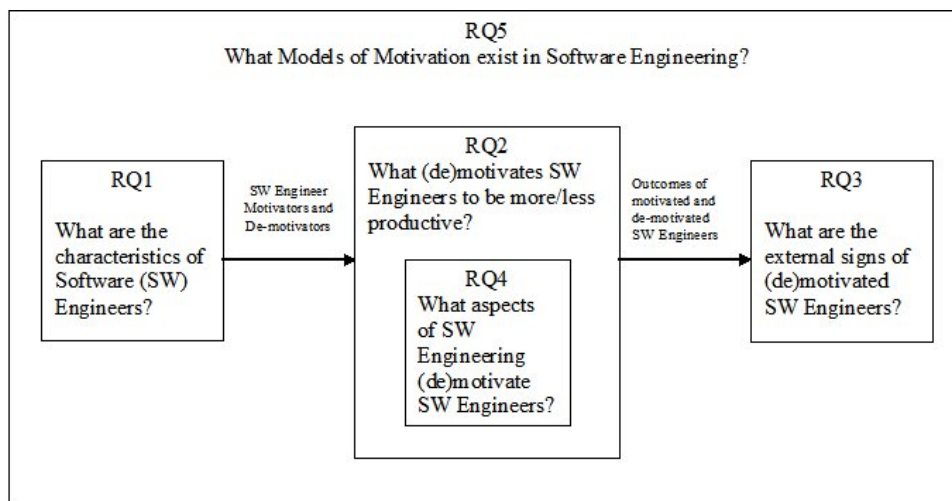 RQ5
What Models of Motivation exist in Software Engineering?
RQ1
What are the
characteristics of
Software (SW)
Engineers?
SW Engineer
Motivators and
De-motivators
RQ2
What (de)motivates SW
Engineers to be more/less
productive?
RQ4
What aspects
of SW
Engineering
(de)motivate
SW Engineers?
Outcomes of
motivated and
de-motivated
SW Engineers
RQ3
What are the
external signs of
(de)motivated
SW Engineers?